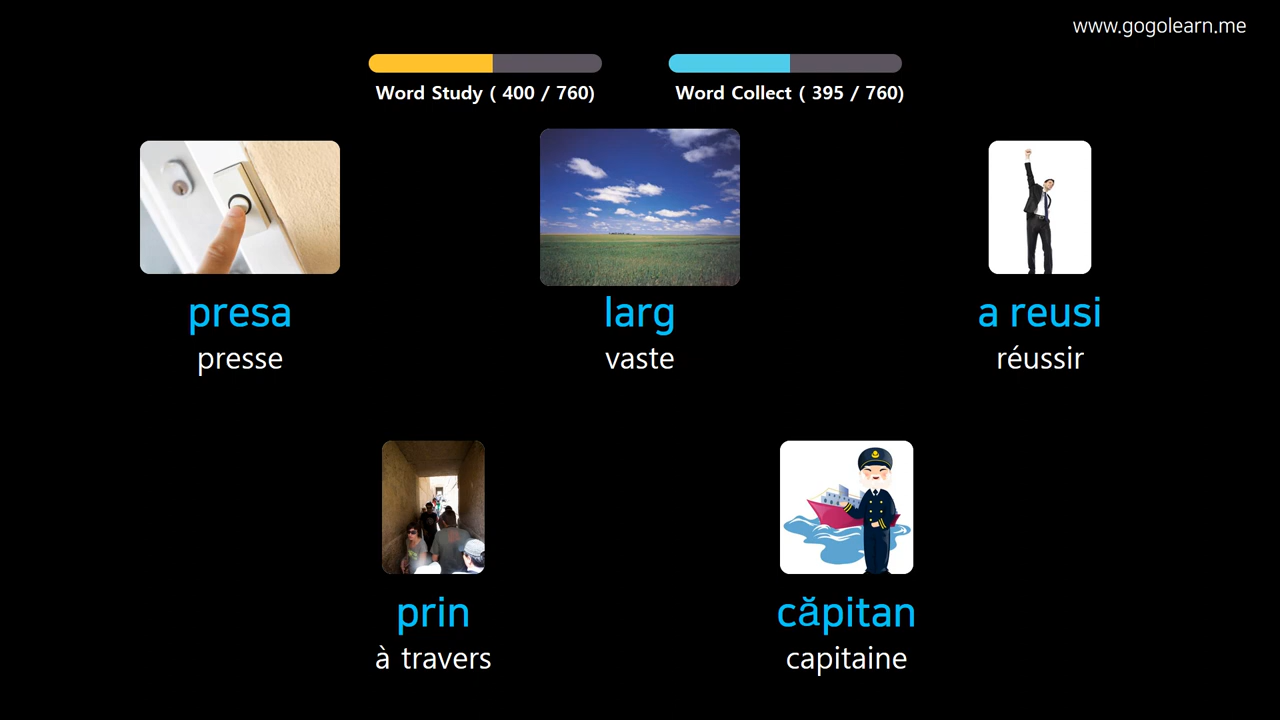 www.gogolearn.me
Word Study ( 400 / 760)
Word Collect ( 395 / 760)
presa
presse
larg
vaste
a reusi
réussir
prin
à travers
căpitan
capitaine